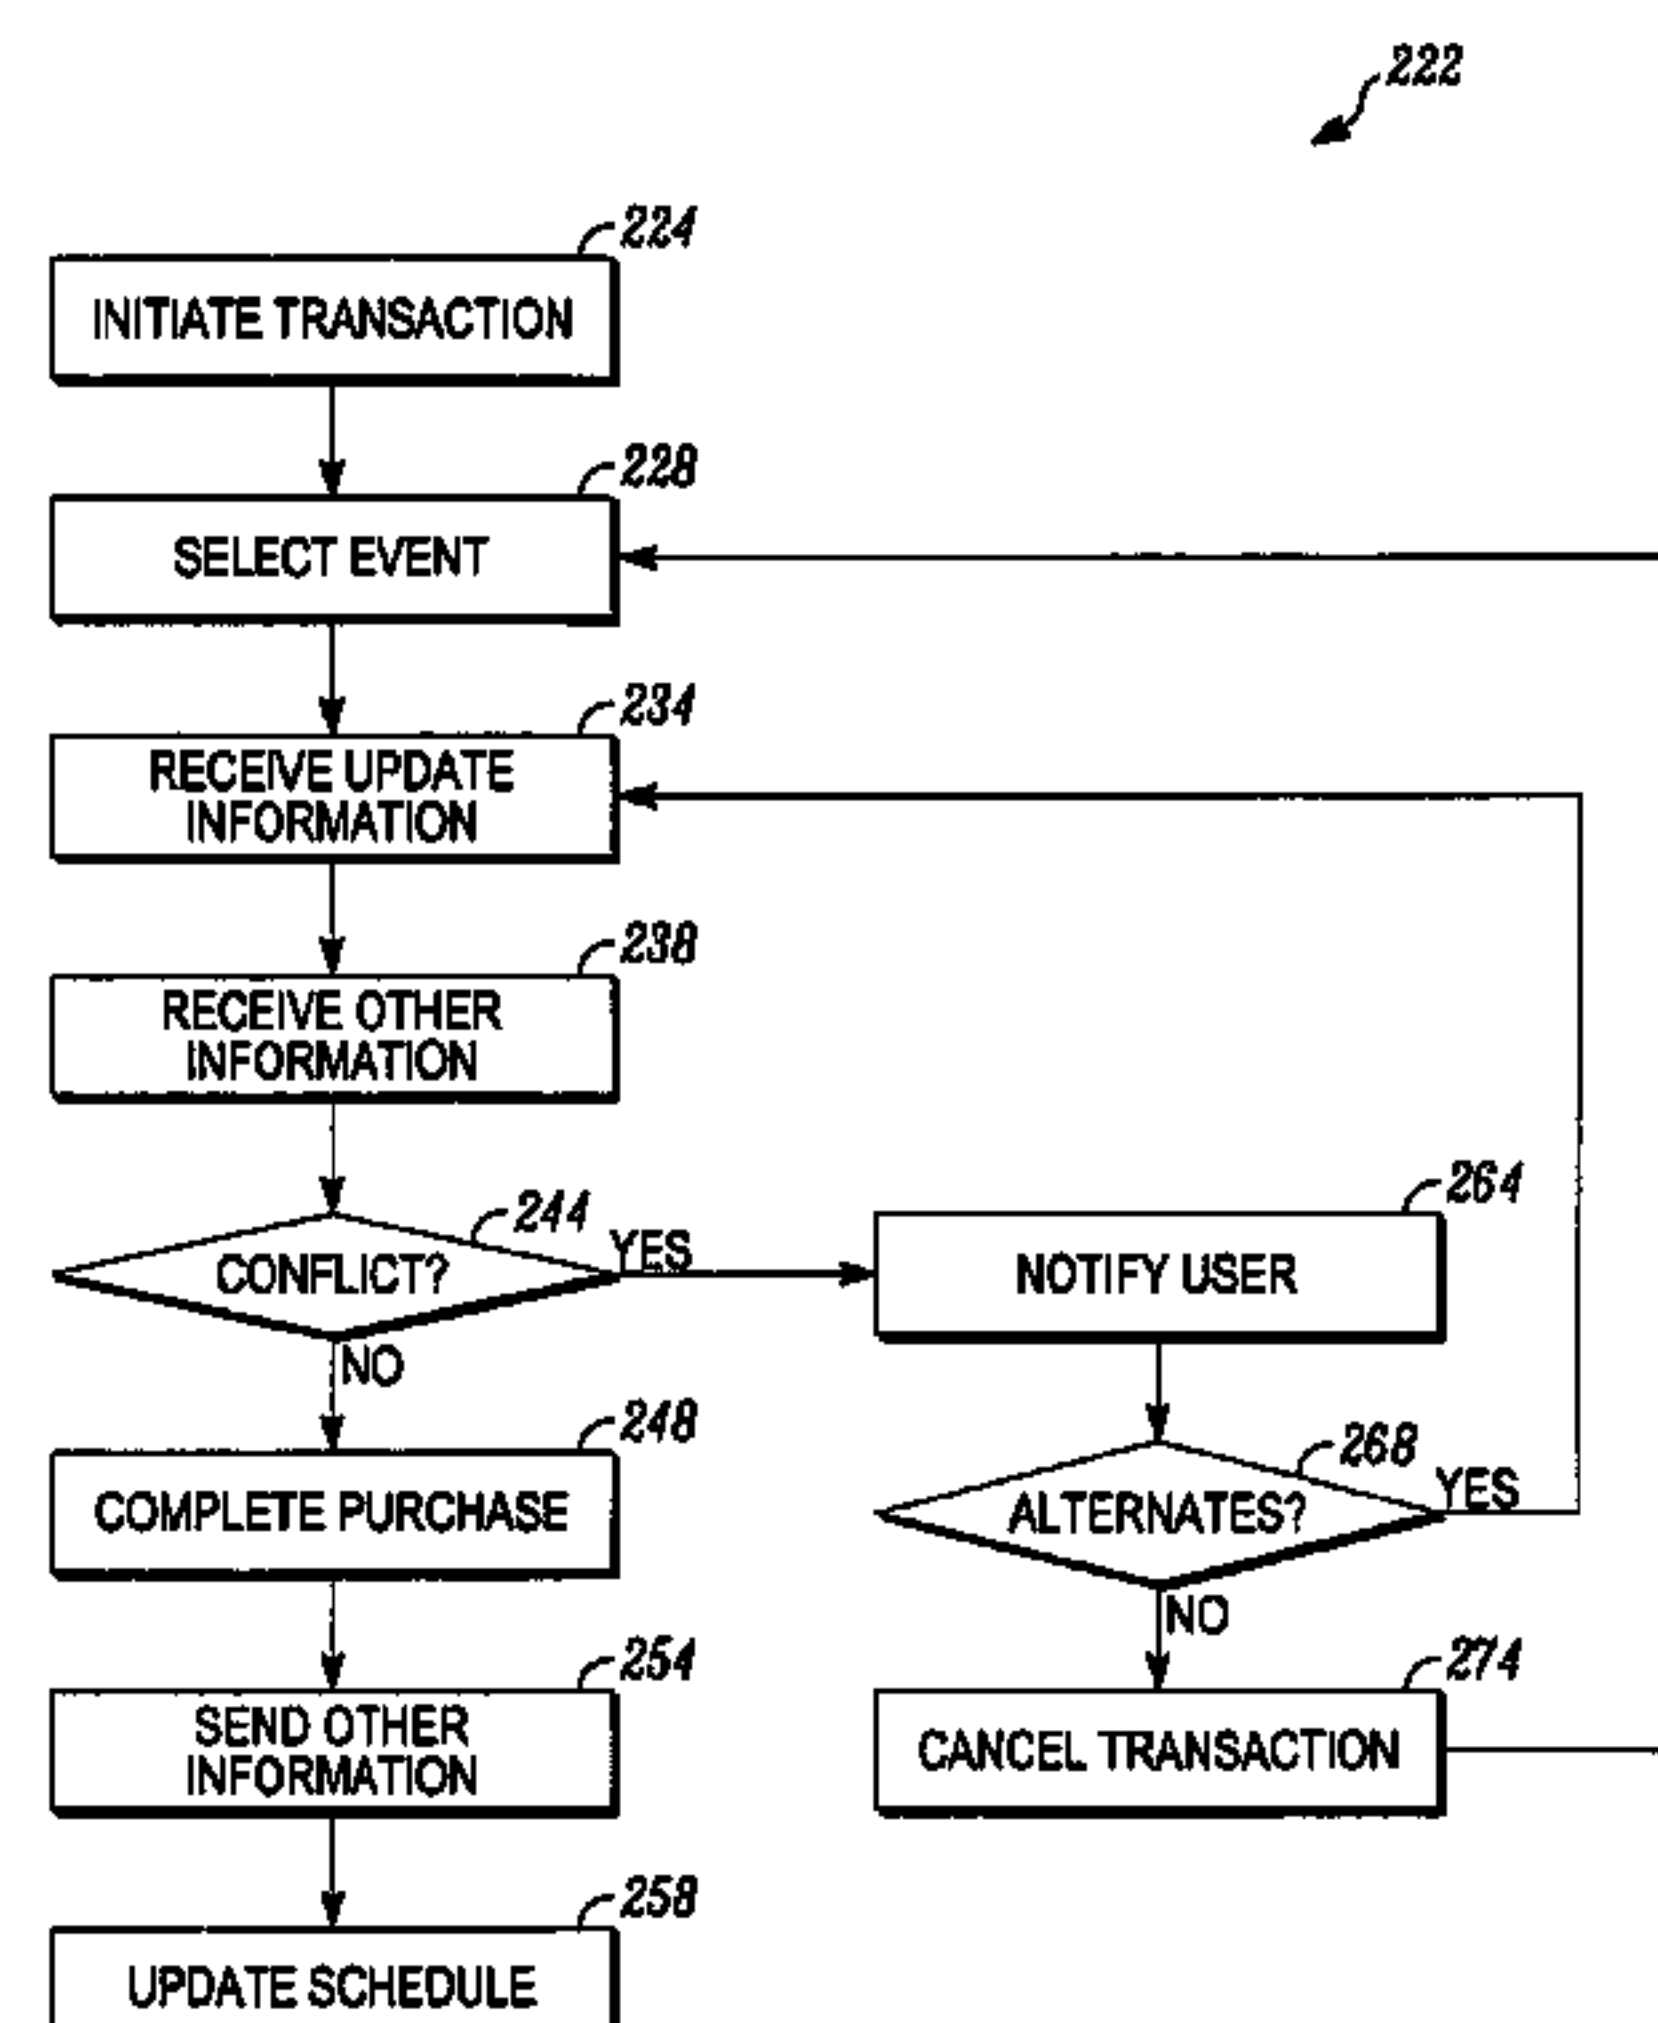 222
224
INITIATE TRANSACTION
228
SELECT EVENT
234
RECEIVE UPDATE
INFORMATION
238
RECEIVE OTHER
INFORMATION
244
CONFLICT?
YES
264
NOTIFY USER
NO
248
COMPLETE PURCHASE
268
ALTERNATES?
YES
NO
254
SEND OTHER
INFORMATION
274
CANCEL TRANSACTION
258
UPDATE SCHEDULE